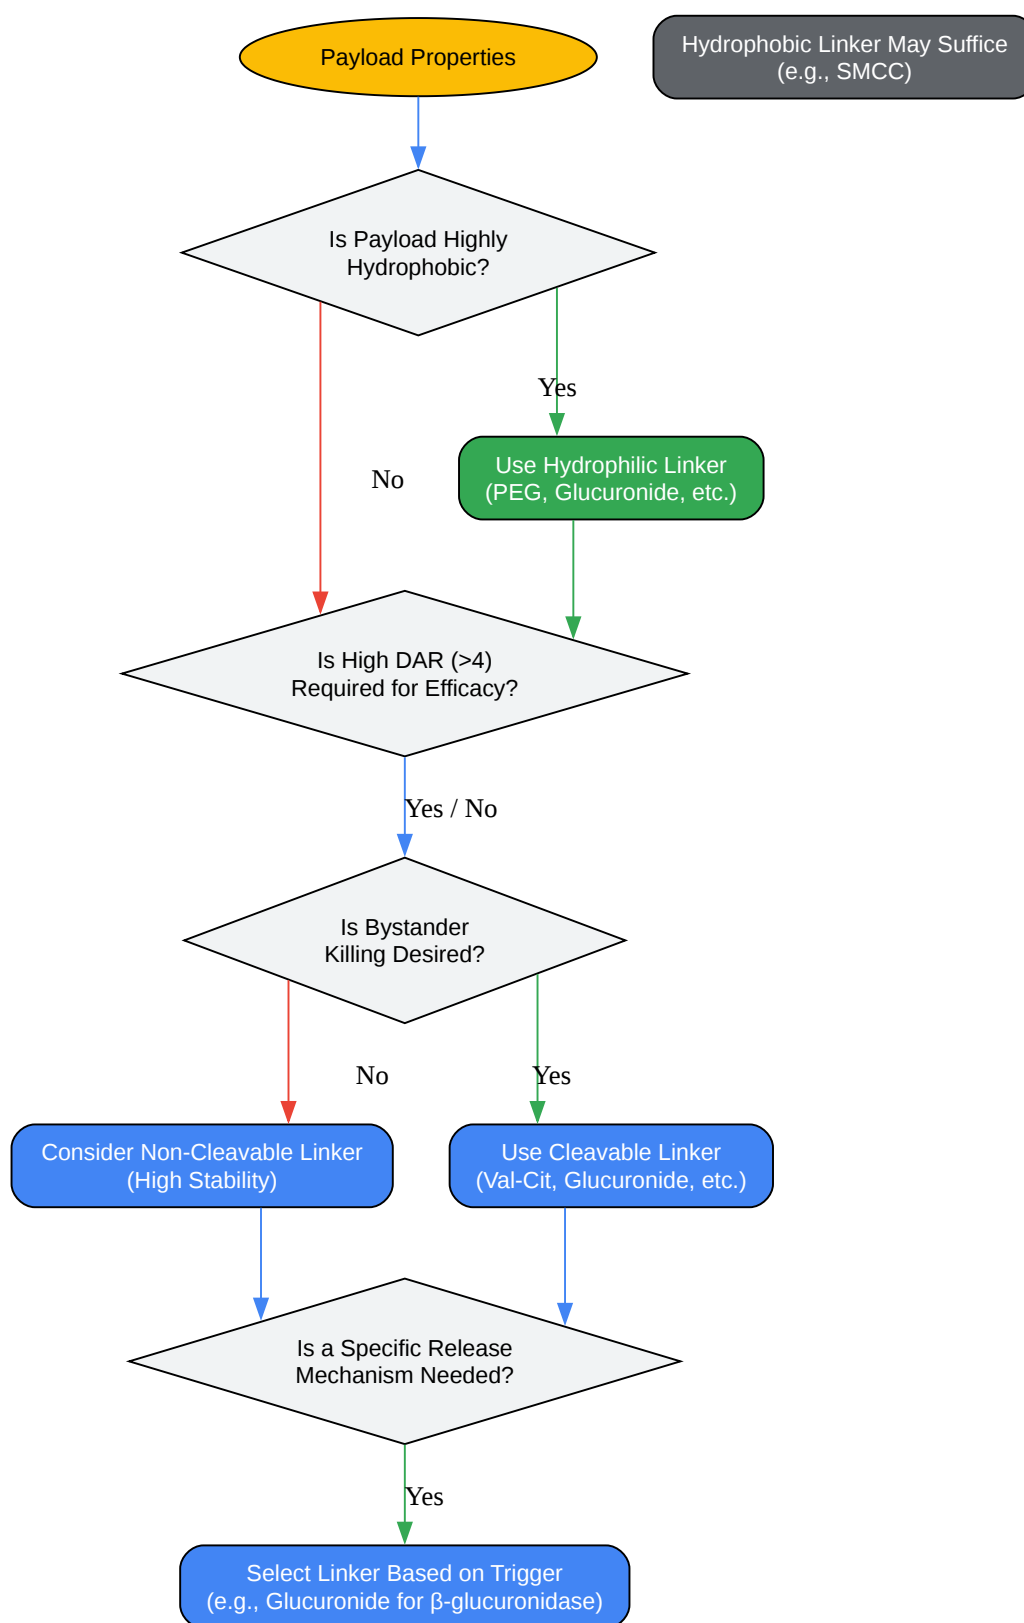 Payload Properties
Hydrophobic Linker May Suffice
(e.g., SMCC)
Is Payload Highly
Hydrophobic?
Yes
Use Hydrophilic Linker
(PEG, Glucuronide, etc.)
No
Is High DAR (>4)
Required for Efficacy?
Yes / No
Is Bystander
Killing Desired?
No
Yes
Consider Non-Cleavable Linker
(High Stability)
Use Cleavable Linker
(Val-Cit, Glucuronide, etc.)
Is a Specific Release
Mechanism Needed?
Yes
Select Linker Based on Trigger
(e.g., Glucuronide for β-glucuronidase)